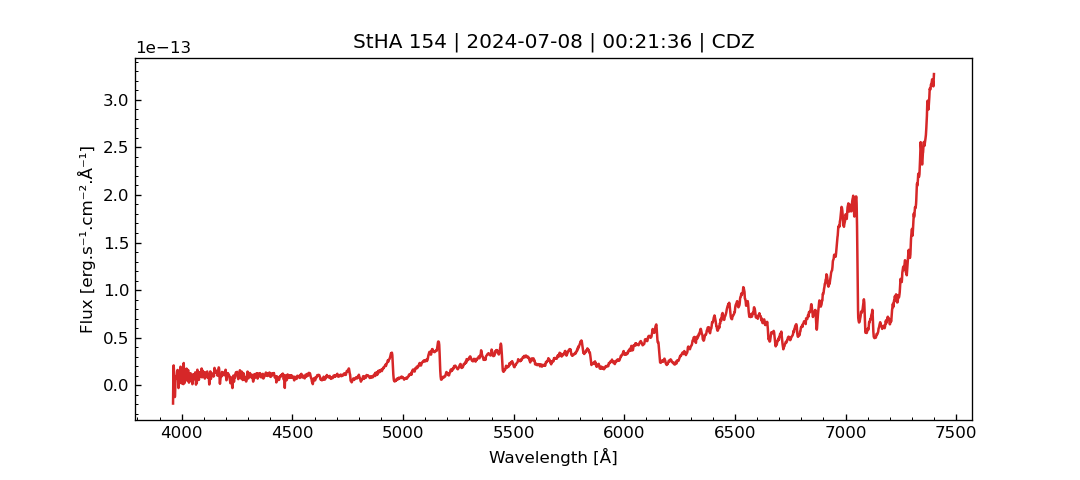 StHA 154 | 2024-07-08 | 00:21:36 | CDZ
1e−13
3.0
2.5
2.0
1.5
1.0
0.5
0.0
Flux [erg.s⁻¹.cm⁻².Å⁻¹]
4000 4500 5000 5500 6000 6500 7000 7500
Wavelength [Å]